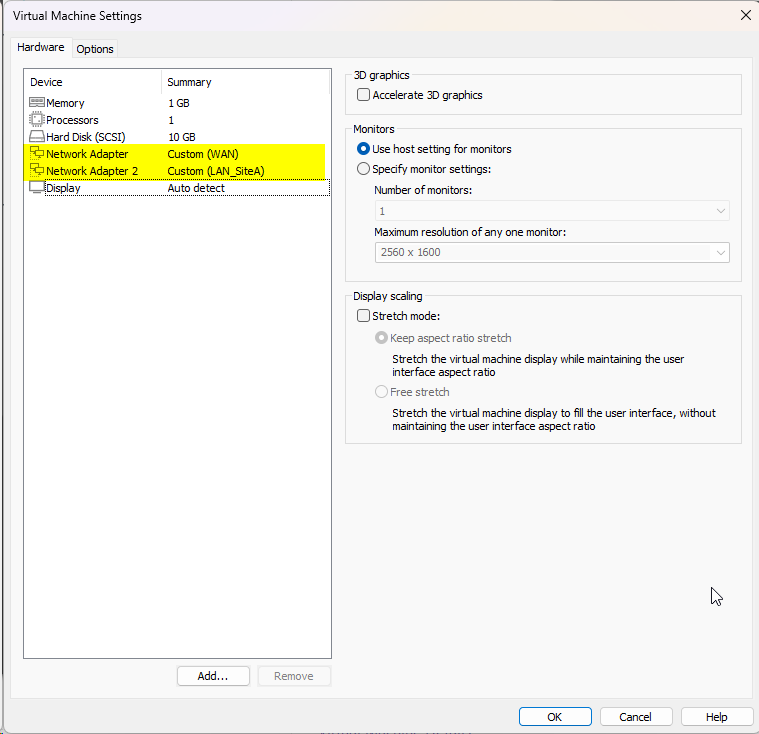 Virtual Machine Settings
Hardware
Options
Device Summary
Memory 1 GB
Processors 1
Hard Disk (SCSI) 10 GB
Network Adapter Custom (WAN)
Network Adapter 2 Custom (LAN_SiteA)
Display Auto detect
Add...
Remove
3D graphics
Accelerate 3D graphics
Monitors
Use host setting for monitors
Specify monitor settings:
Number of monitors:
1
Maximum resolution of any one monitor:
2560 x 1600
Display scaling
Stretch mode:
Keep aspect ratio stretch
Stretch the virtual machine display while maintaining the user
interface aspect ratio
Free stretch
Stretch the virtual machine display to fill the user interface, without
maintaining the user interface aspect ratio
OK
Cancel
Help